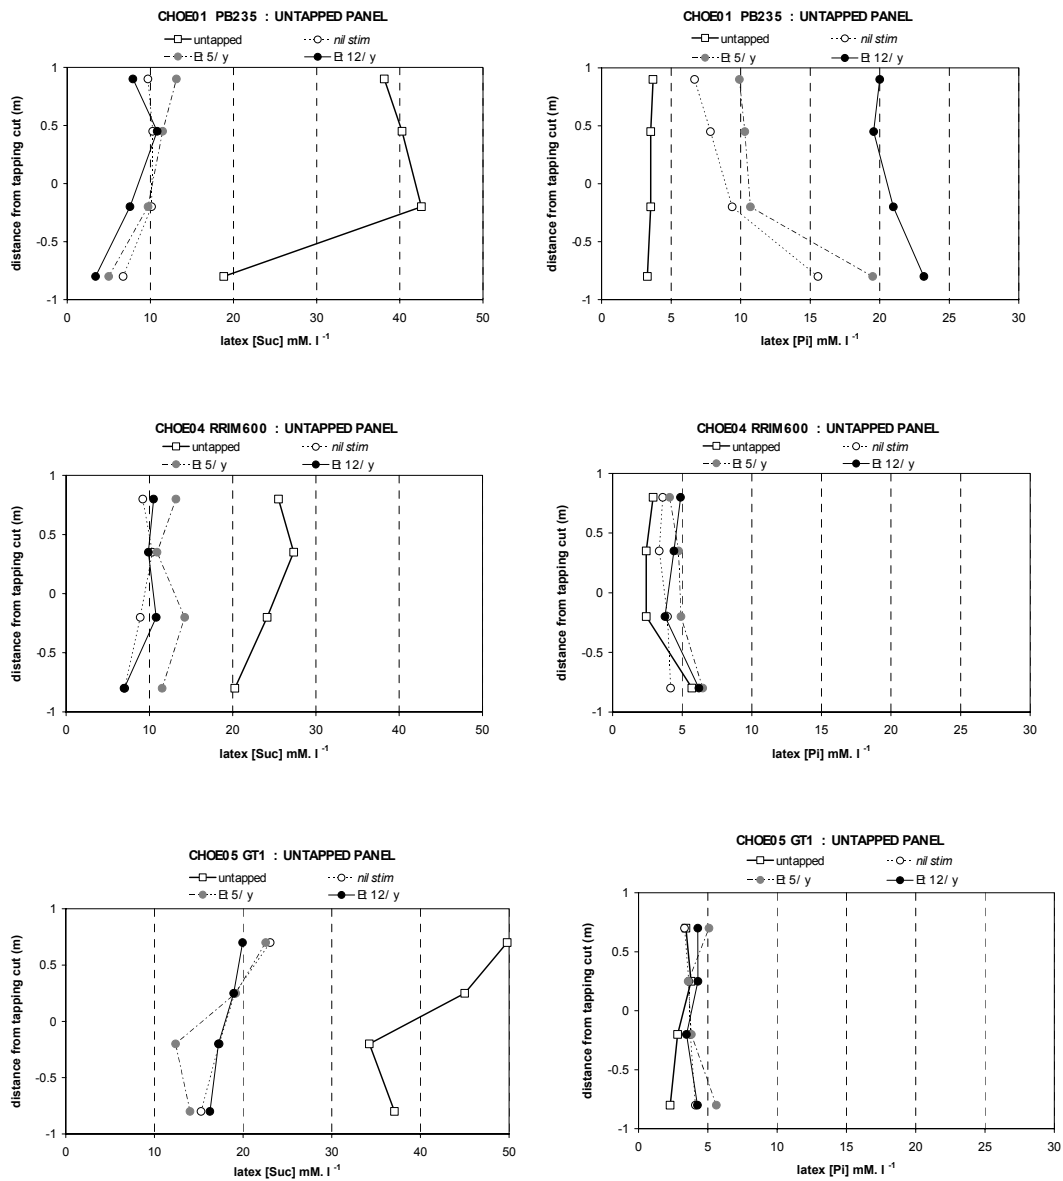 CHOE01 PB235 : UNTAPPED PANEL
untapped
nil stim
Et 5/ y
Et 12/ y
distance from tapping cut (m)
1
0.5
0
-0.5
-1
0
10
20
30
40
50
latex [Suc] mM. l -1
CHOE01 PB235 : UNTAPPED PANEL
untapped
nil stim
Et 5/ y
Et 12/ y
distance from tapping cut (m)
1
0.5
0
-0.5
-1
0
5
10
15
20
25
30
latex [Pi] mM. l -1
CHOE04 RRIM600 : UNTAPPED PANEL
untapped
nil stim
Et 5/ y
Et 12/ y
distance from tapping cut (m)
1
0.5
0
-0.5
-1
0
10
20
30
40
50
latex [Suc] mM. l -1
CHOE04 RRIM600 : UNTAPPED PANEL
untapped
nil stim
Et 5/ y
Et 12/ y
distance from tapping cut (m)
1
0.5
0
-0.5
-1
0
5
10
15
20
25
30
latex [Pi] mM. l -1
CHOE05 GT1 : UNTAPPED PANEL
untapped
nil stim
Et 5/ y
Et 12/ y
distance from tapping cut (m)
1
0.5
0
-0.5
-1
0
10
20
30
40
50
latex [Suc] mM. l -1
CHOE05 GT1 : UNTAPPED PANEL
untapped
nil stim
Et 5/ y
Et 12/ y
distance from tapping cut (m)
1
0.5
0
-0.5
-1
0
5
10
15
20
25
30
latex [Pi] mM. l -1